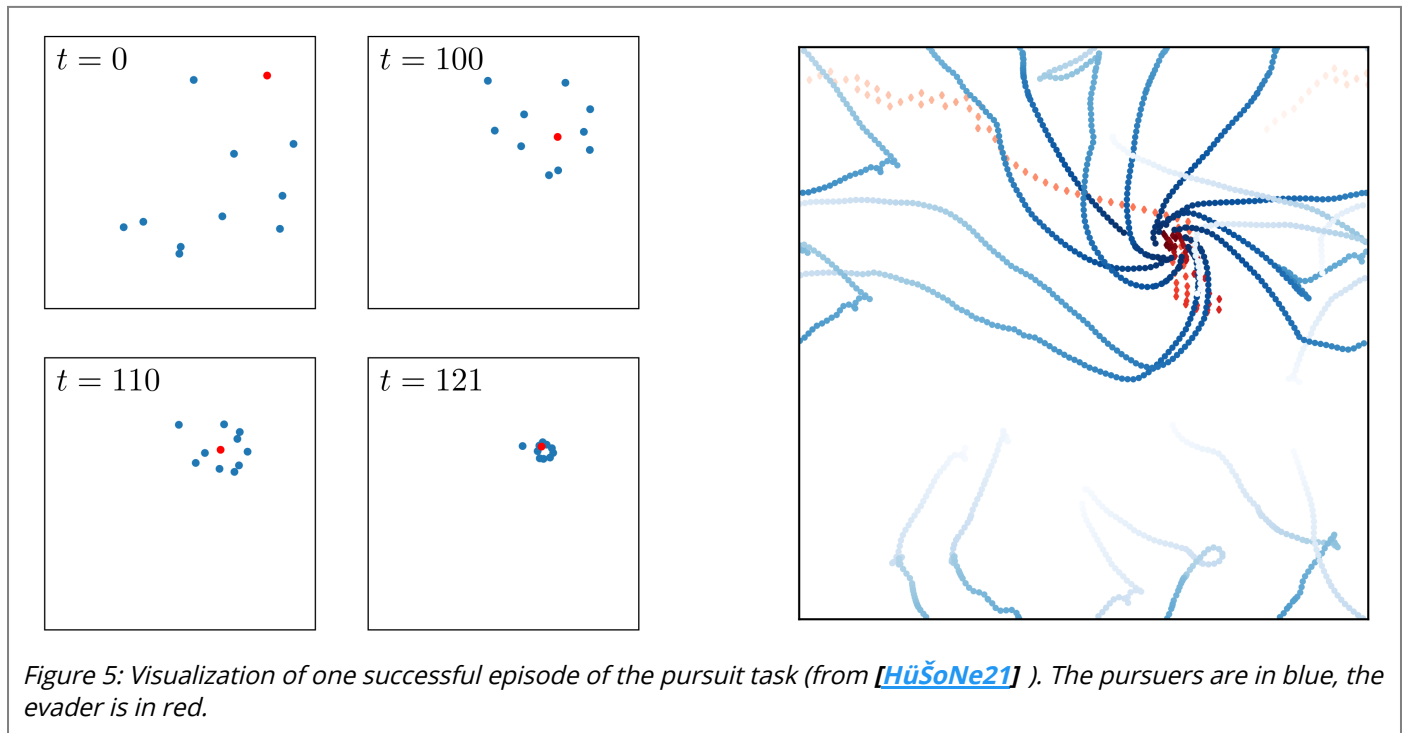 t = 0
t = 100
t = 110
t = 121
Figure 5: Visualization of one successful episode of the pursuit task (from [HüŠoNe21] ). The pursuers are in blue, the
evader is in red.